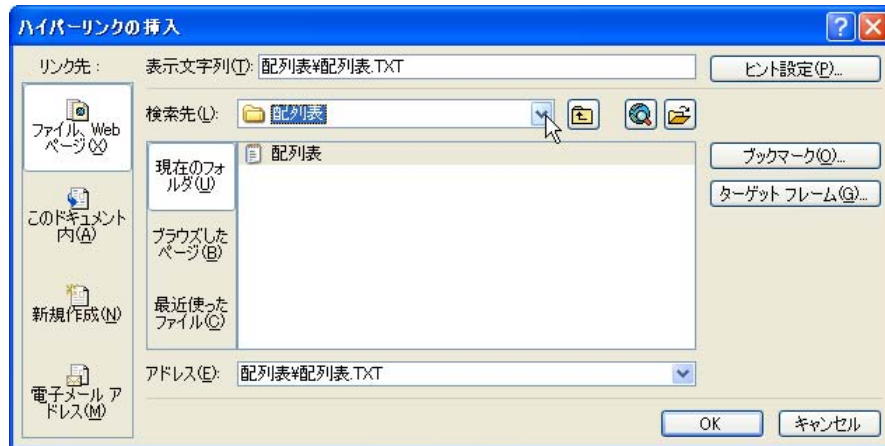 ハイパーリンクの挿入
リンク先：
表示文字列(T): 配列表¥配列表.TXT
ヒント設定(P)...
ファイル、Web
ページ(X)
検索先(L):
配列表
現在のフォ
ルダ(U)
配列表
ブックマーク(O)...
ターゲット フレーム(G)...
このドキュメント
内(A)
ブラウズした
ページ(B)
新規作成(N)
最近使った
ファイル(C)
電子メール ア
ドレス(M)
アドレス(E):
配列表¥配列表.TXT
OK
キャンセル